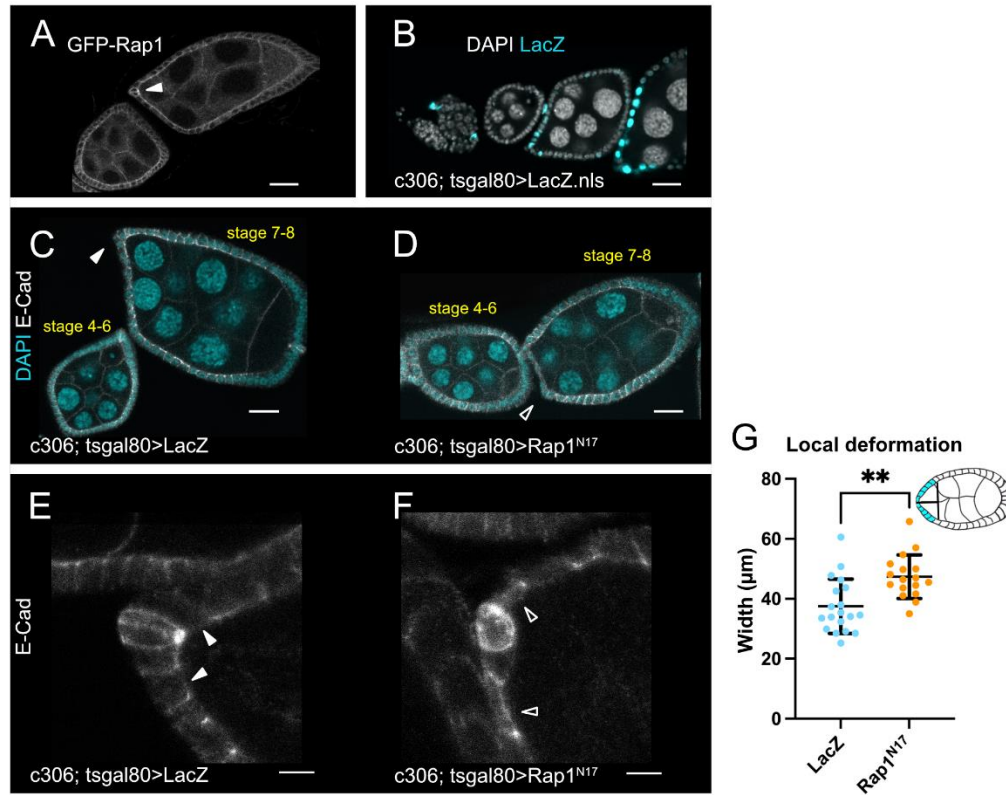 A
GFP-Rap1
B
DAPI LacZ
c306; tsgal80>LacZ.nls
C
stage 7-8
stage 4-6
DAPI E-Cad
c306; tsgal80>LacZ
D
stage 7-8
stage 4-6
c306; tsgal80>Rap1ᴺ¹⁷
E
E-Cad
c306; tsgal80>LacZ
F
c306; tsgal80>Rap1ᴺ¹⁷
G
Local deformation
**
Width (µm)
80
60
40
20
0
LacZ
Rap1ᴺ¹⁷